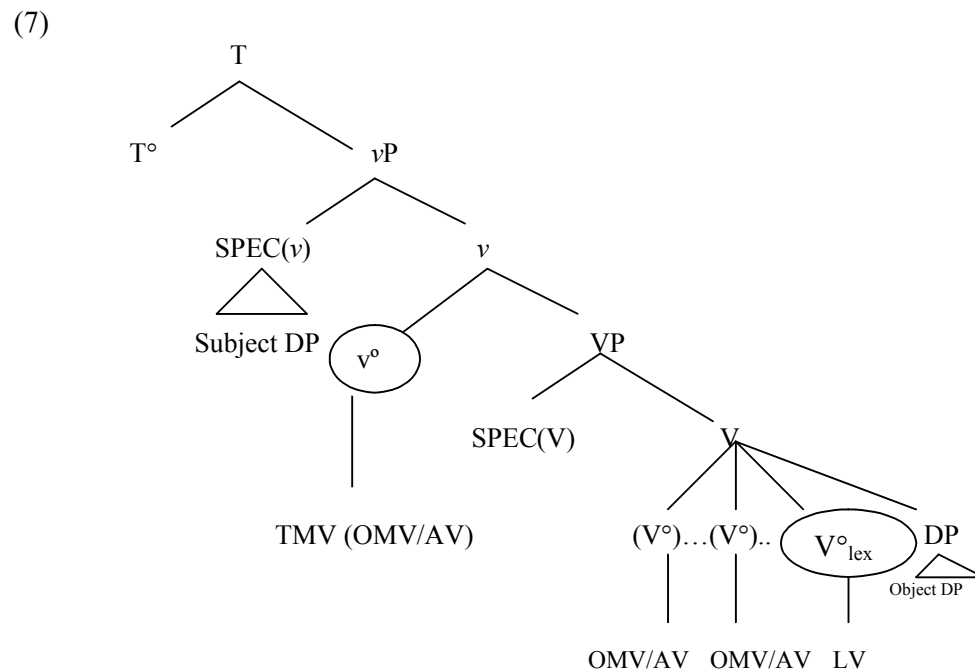 (7)
T
T° vP
SPEC(v) v
Subject DP vº VP
SPEC(V) V
TMV (OMV/AV) (V°)…(V°).. V°lex DP
Object DP
OMV/AV OMV/AV LV